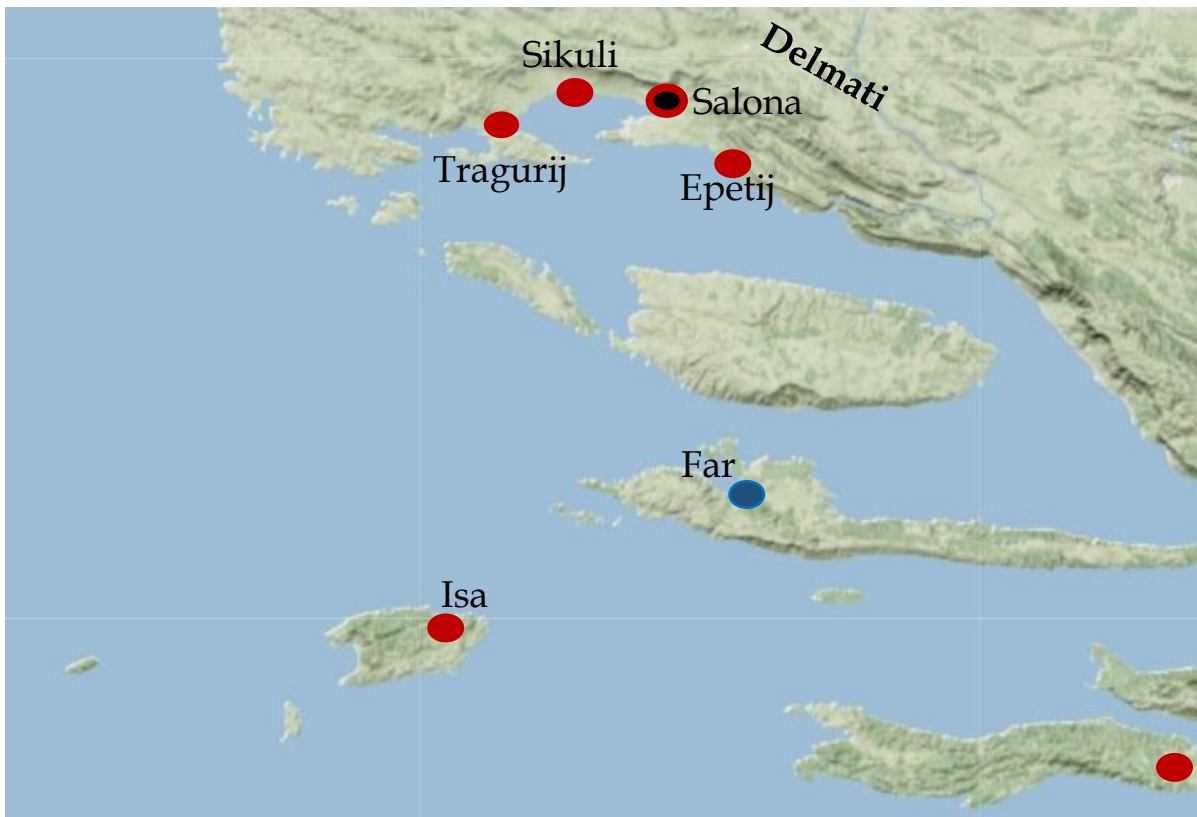 Delmati
Sikuli
Salona
Tragurij
Epetij
Far
Isa